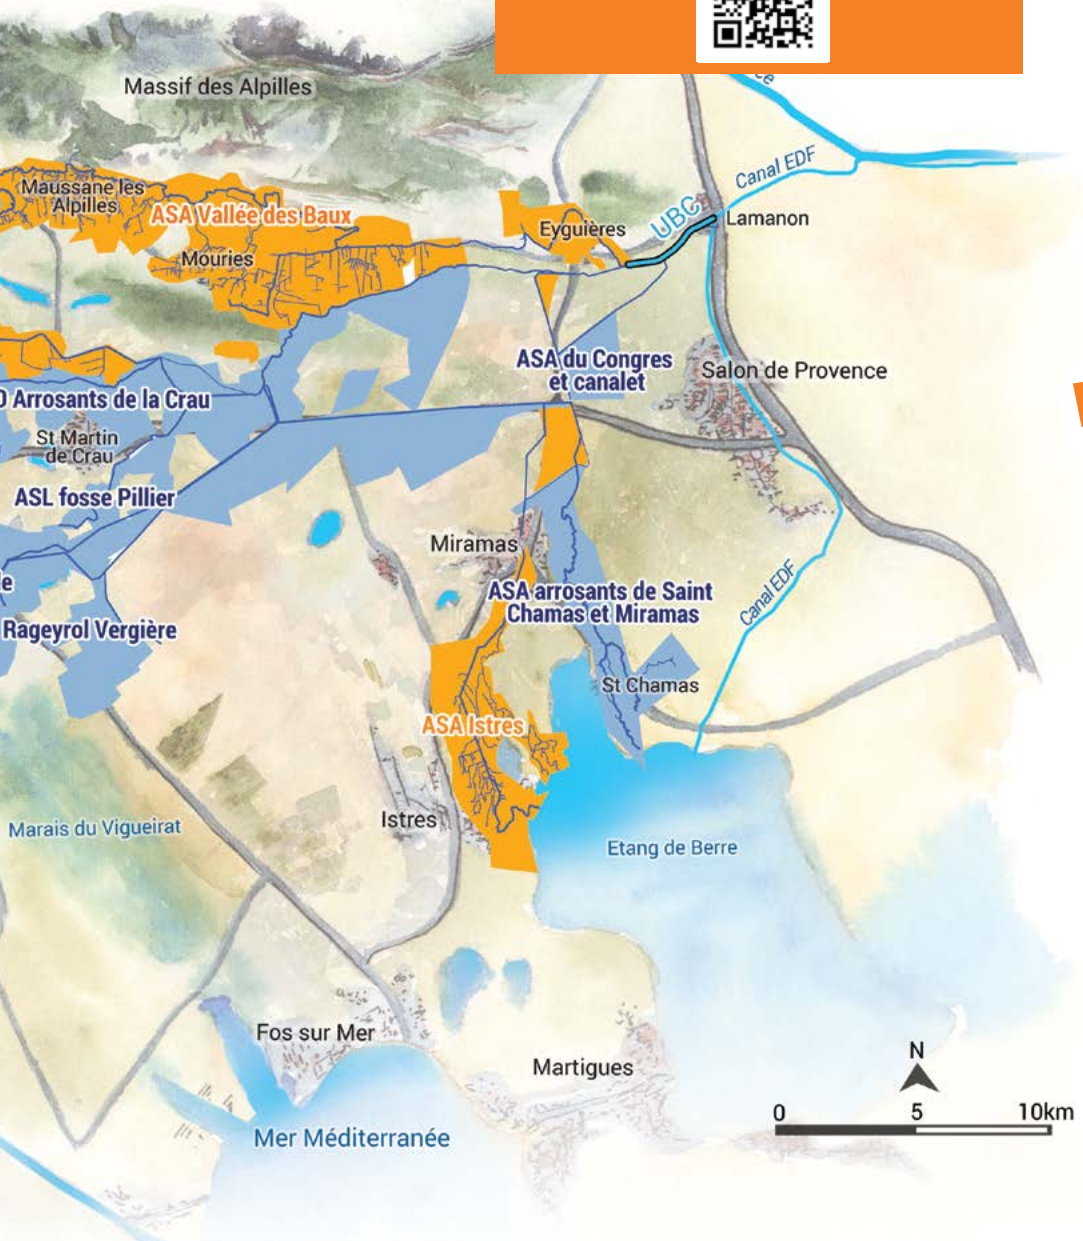 Massif des Alpilles
Canal EDF
Maussane les
Alpilles
ASA Vallée des Baux
UBC
Lamanon
Eyguières
Mouries
ASA du Congres
et canalet
Salon de Provence
Arrosants de la Crau
St Martin
de Crau
ASL fosse Pillier
Miramas
ASA arrosants de Saint
Chamas et Miramas
Canal EDF
Rageyrol Vergière
St Chamas
ASA Istres
Istres
Marais du Vigueirat
Etang de Berre
Fos sur Mer
Martigues
N
0 5 10km
Mer Méditerranée